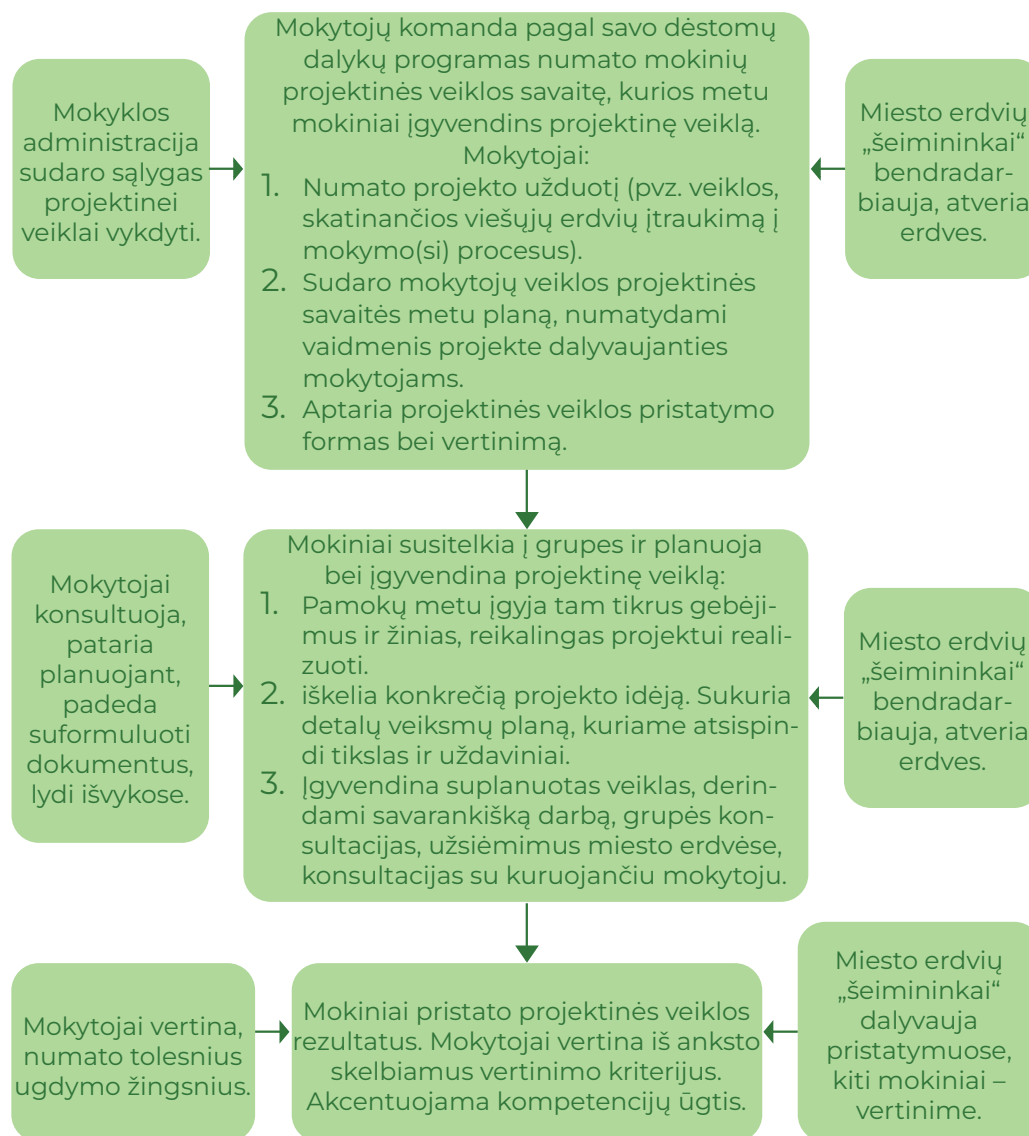 Mokyklos
administracija
sudaro sąlygas
projektinei
veiklai vykdyti.
Mokytojų komanda pagal savo dėstomų
dalykų programas numato mokinių
projektinės veiklos savaitę, kurios metu
mokiniai įgyvendins projektinę veiklą.
Mokytojai:
1. Numato projekto užduotį (pvz. veiklos,
skatinančios viešųjų erdvių įtraukimą į
mokymo(si) procesus).
2. Sudaro mokytojų veiklos projektinės
savaitės metu planą, numatydami
vaidmenis projekte dalyvaujanties
mokytojams.
3. Aptaria projektinės veiklos pristatymo
formas bei vertinimą.
Miesto erdvių
„šeimininkai“
bendradar-
biauja, atveria
erdves.
Mokytojai
konsultuoja,
pataria
planuojant,
padeda
suformuluoti
dokumentus,
lydi išvykose.
Mokiniai susitelkia į grupes ir planuoja
bei įgyvendina projektinę veiklą:
1. Pamokų metu įgyja tam tikrus gebėji-
mus ir žinias, reikalingas projektui reali-
zuoti.
2. iškelia konkrečią projekto idėją. Sukuria
detalų veiksmų planą, kuriame atsispin-
di tikslas ir uždaviniai.
3. Įgyvendina suplanuotas veiklas, derin-
dami savarankišką darbą, grupės kon-
sultacijas, užsiėmimus miesto erdvėse,
konsultacijas su kuruojančiu mokytoju.
Miesto erdvių
„šeimininkai“
bendradar-
biauja, atveria
erdves.
Mokytojai vertina,
numato tolesnius
ugdymo žingsnius.
Mokiniai pristato projektinės veiklos
rezultatus. Mokytojai vertina iš anksto
skelbiamus vertinimo kriterijus.
Akcentuojama kompetencijų ūgtis.
Miesto erdvių
„šeimininkai“
dalyvauja
pristatymuose,
kiti mokiniai –
vertinime.